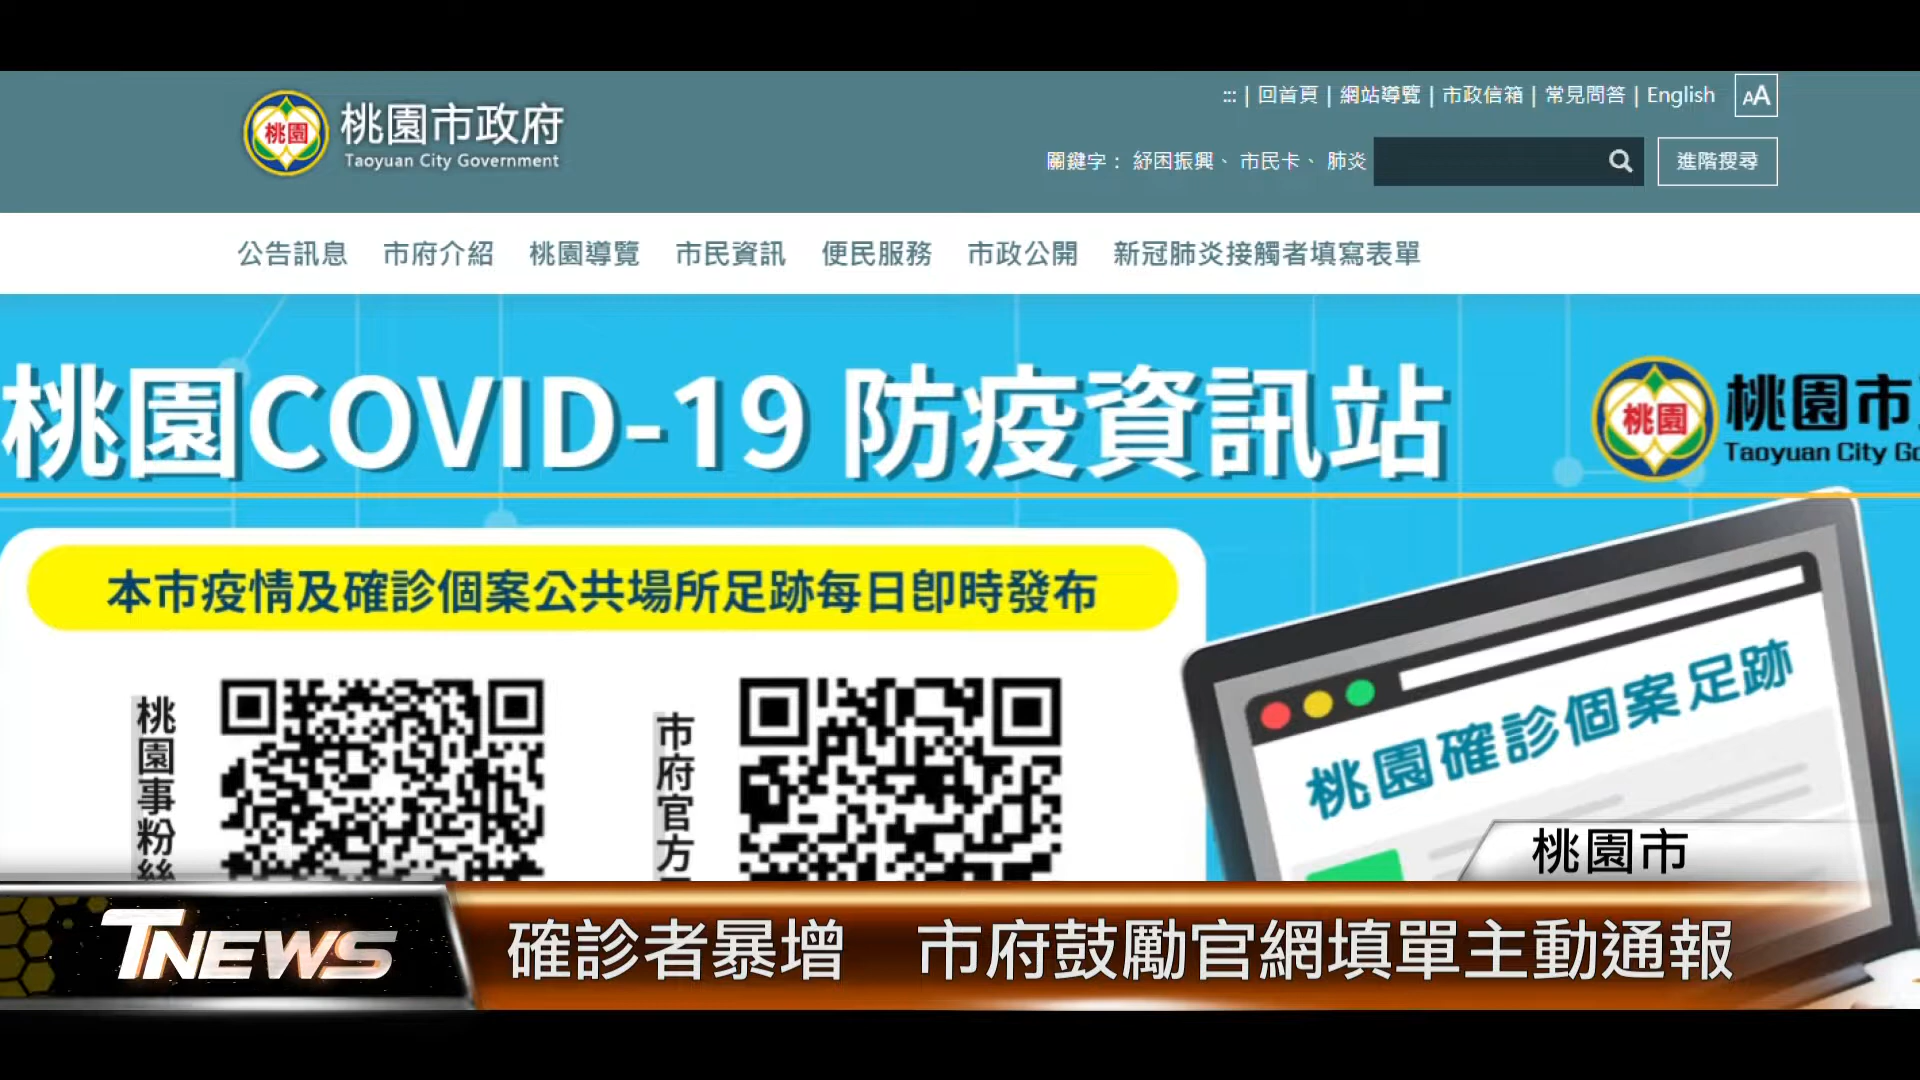 ::: | 回首頁 | 網站導覽 | 市政信箱 | 常見問答 | English AA
桃園 桃園市政府
Taoyuan City Government
關鍵字： 紓困振興、 市民卡、 肺炎 進階搜尋
公告訊息 市府介紹 桃園導覽 市民資訊 便民服務 市政公開 新冠肺炎接觸者填寫表單
桃園COVID-19 防疫資訊站
桃園 桃園市
Taoyuan City
本市疫情及確診個案公共場所足跡每日即時發布
桃園事粉絲
市府官方
桃園確診個案足跡
桃園市
TNEWS
確診者暴增 市府鼓勵官網填單主動通報